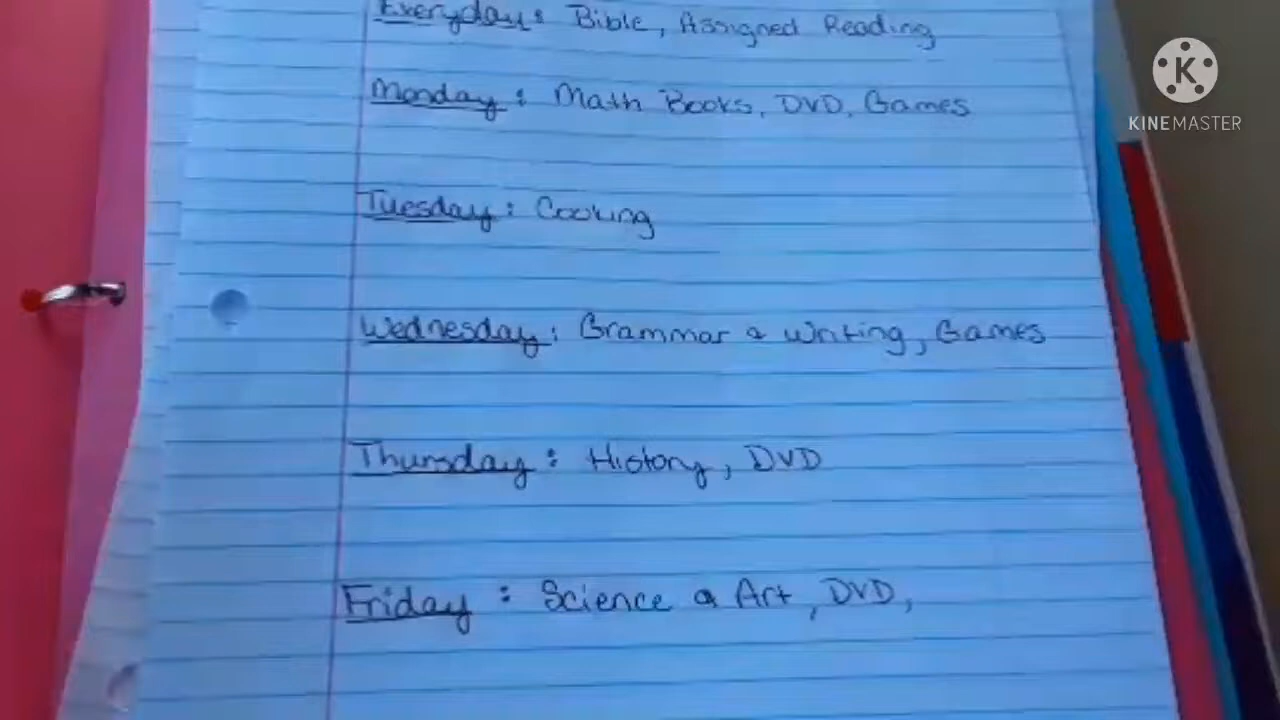 Everyday: Bible, Assigned Reading
Monday: Math Books, DVD, Games
K
KINEMASTER
Tuesday: Cooking
Wednesday: Grammar & Writing, Games
Thursday: History, DVD
Friday: Science & Art, DVD,